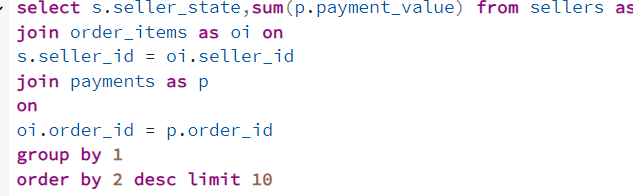 select s.seller_state,sum(p.payment_value) from sellers as
join order_items as oi on
s.seller_id = oi.seller_id
join payments as p
on
oi.order_id = p.order_id
group by 1
order by 2 desc limit 10